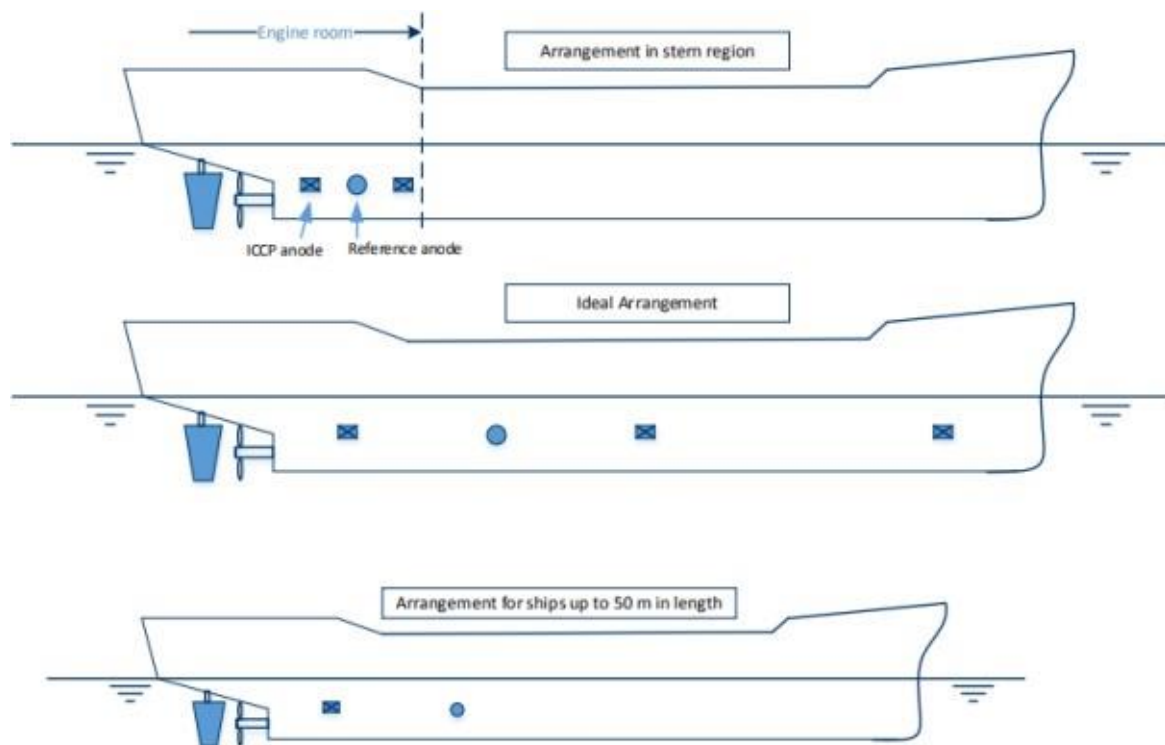 Engine room
Arrangement in stern region
ICCP anode
Reference anode
Ideal Arrangement
Arrangement for ships up to 50 m in length